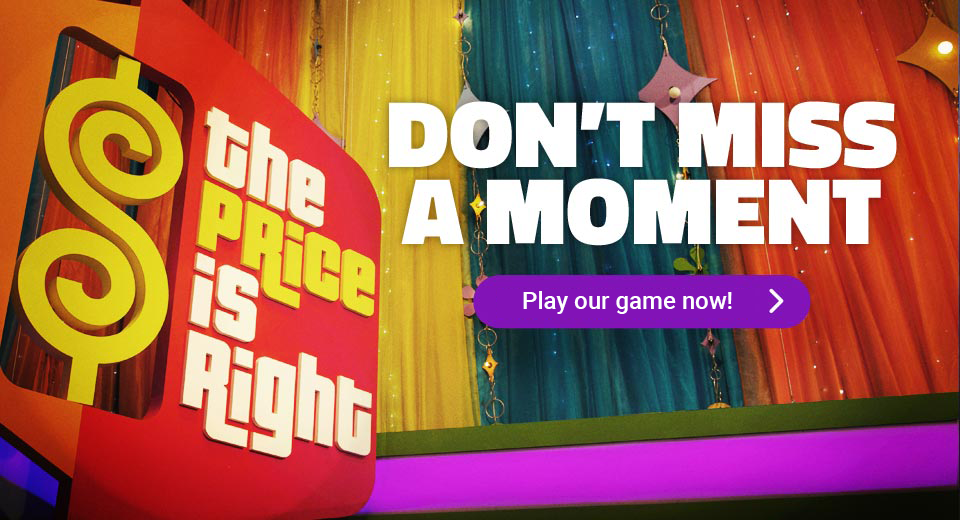 the
PRice
is
Right
DON'T MISS
A MOMENT
Play our game now!